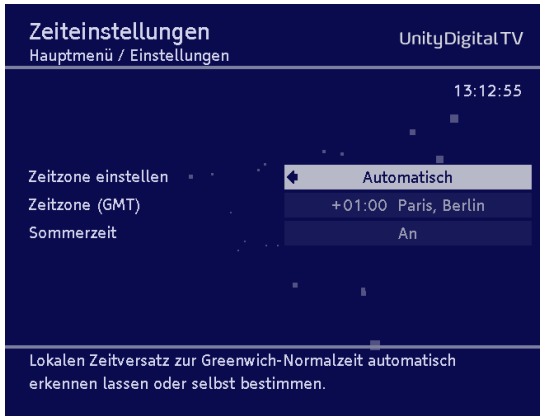 Zeiteinstellungen
UnityDigitalTV
Hauptmenü / Einstellungen
13:12:55
Zeitzone einstellen Automatisch
Zeitzone (GMT) +01:00 Paris, Berlin
Sommerzeit An
Lokalen Zeitversatz zur Greenwich-Normalzeit automatisch
erkennen lassen oder selbst bestimmen.